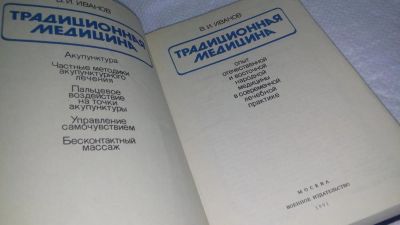 В. И. ИВАНОВ
ТРАДИЦИОННАЯ
МЕДИЦИНА
Акупунктура
Частные методики
акупунктурного
лечения
Пальцевое
воздействие
на точки
акупунктуры
Управление
самочувствием
Бесконтактный
массаж
В. И. ИВАНОВ
ТРАДИЦИОННАЯ
МЕДИЦИНА
ОПЫТ
ОТЕЧЕСТВЕННОЙ
И ВОСТОЧНОЙ
НАРОДНОЙ
МЕДИЦИНЫ
В СОВРЕМЕННОЙ
ЛЕЧЕБНОЙ
ПРАКТИКЕ
МОСКВА
ВОЕННОЕ ИЗДАТЕЛЬСТВО
1991